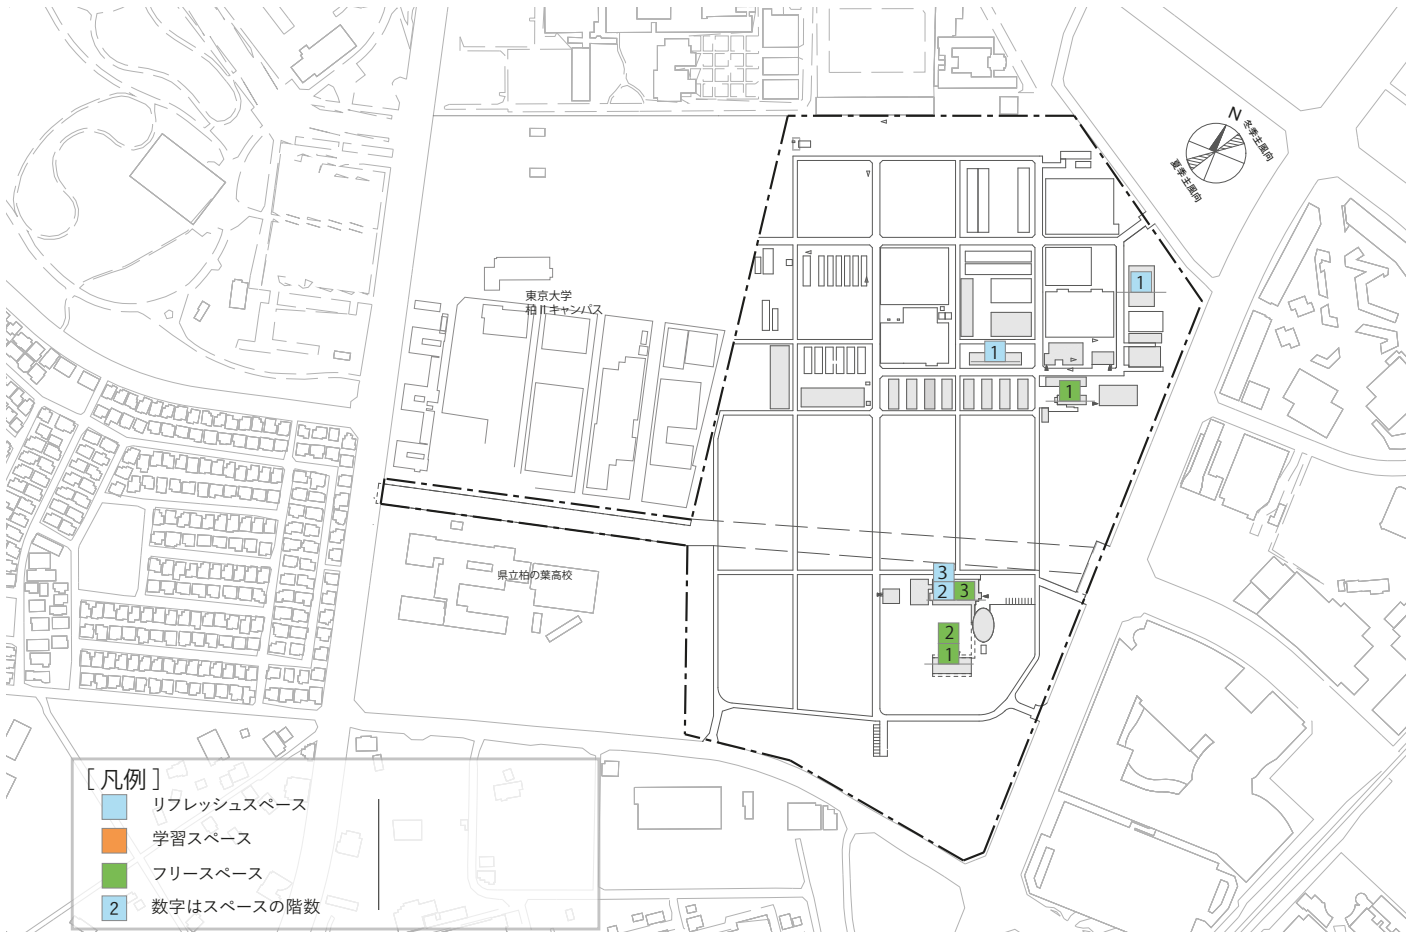 N
冬季主風向
夏季主風向
東京大学
柏IIキャンパス
1
1
1
県立柏の葉高校
3
2 3
2
1
[凡例]
リフレッシュスペース
学習スペース
フリースペース
2 数字はスペースの階数